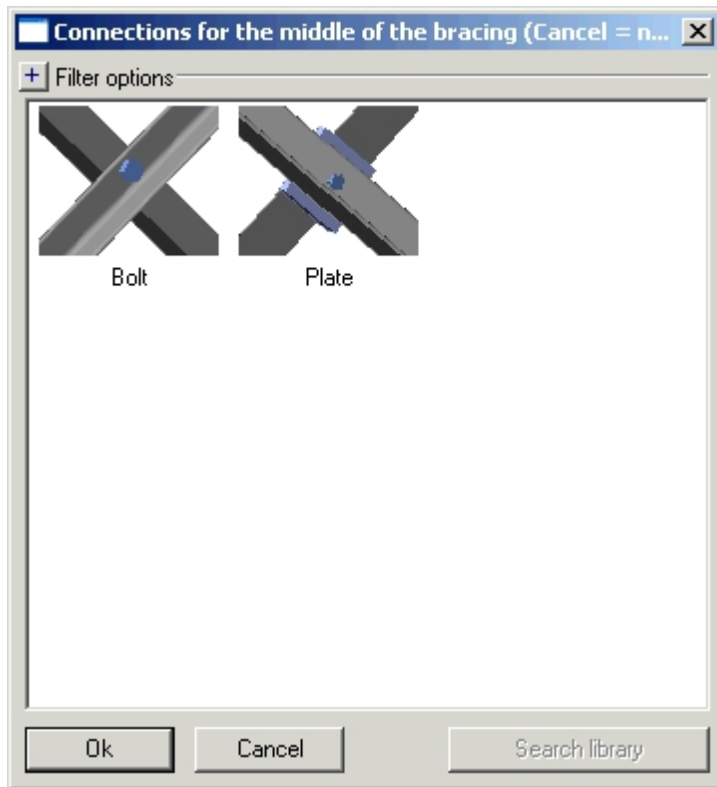 Connections for the middle of the bracing (Cancel = n...
Filter options
Bolt Plate
Ok Cancel Search library